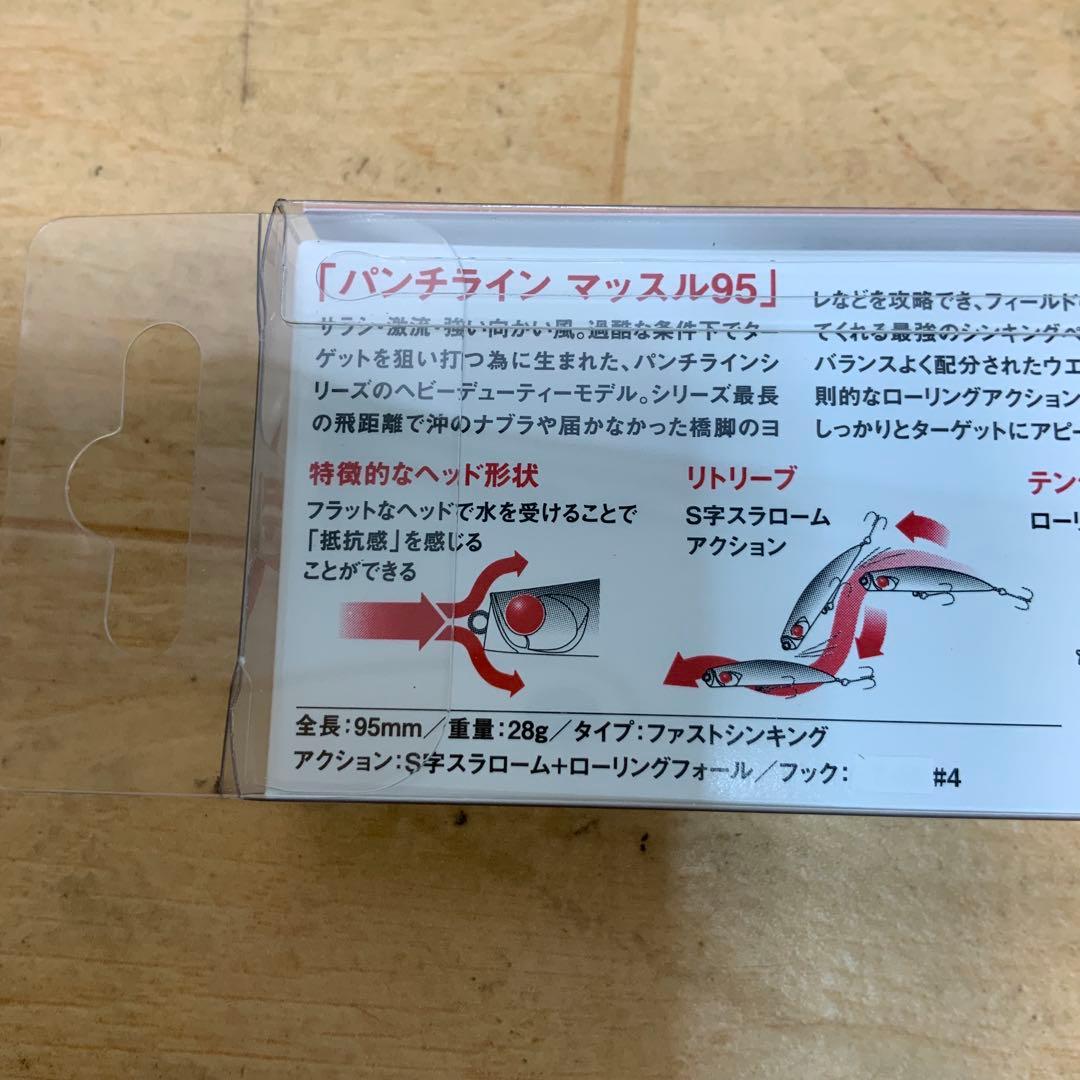 「パンチライン マッスル95」
サラシ・激流・強い向かい風。過酷な条件下でタ
ーゲットを狙い打つ為に生まれた、パンチラインシ
リーズのヘビーデューティーモデル。シリーズ最長
の飛距離で沖のナブラや届かなかった橋脚のヨ
レなどを攻略でき、フィールド
てくれる最強のシンキングペ
バランスよく配分されたウエ
則的なローリングアクション
しっかりとターゲットにアピー
特徴的なヘッド形状
フラットなヘッドで水を受けることで
「抵抗感」を感じる
ことができる
リトリーブ
S字スラローム
アクション
テン
ロー
全長：95mm／重量：28g／タイプ：ファストシンキング
アクション：S字スラローム+ローリングフォール／フック： #4